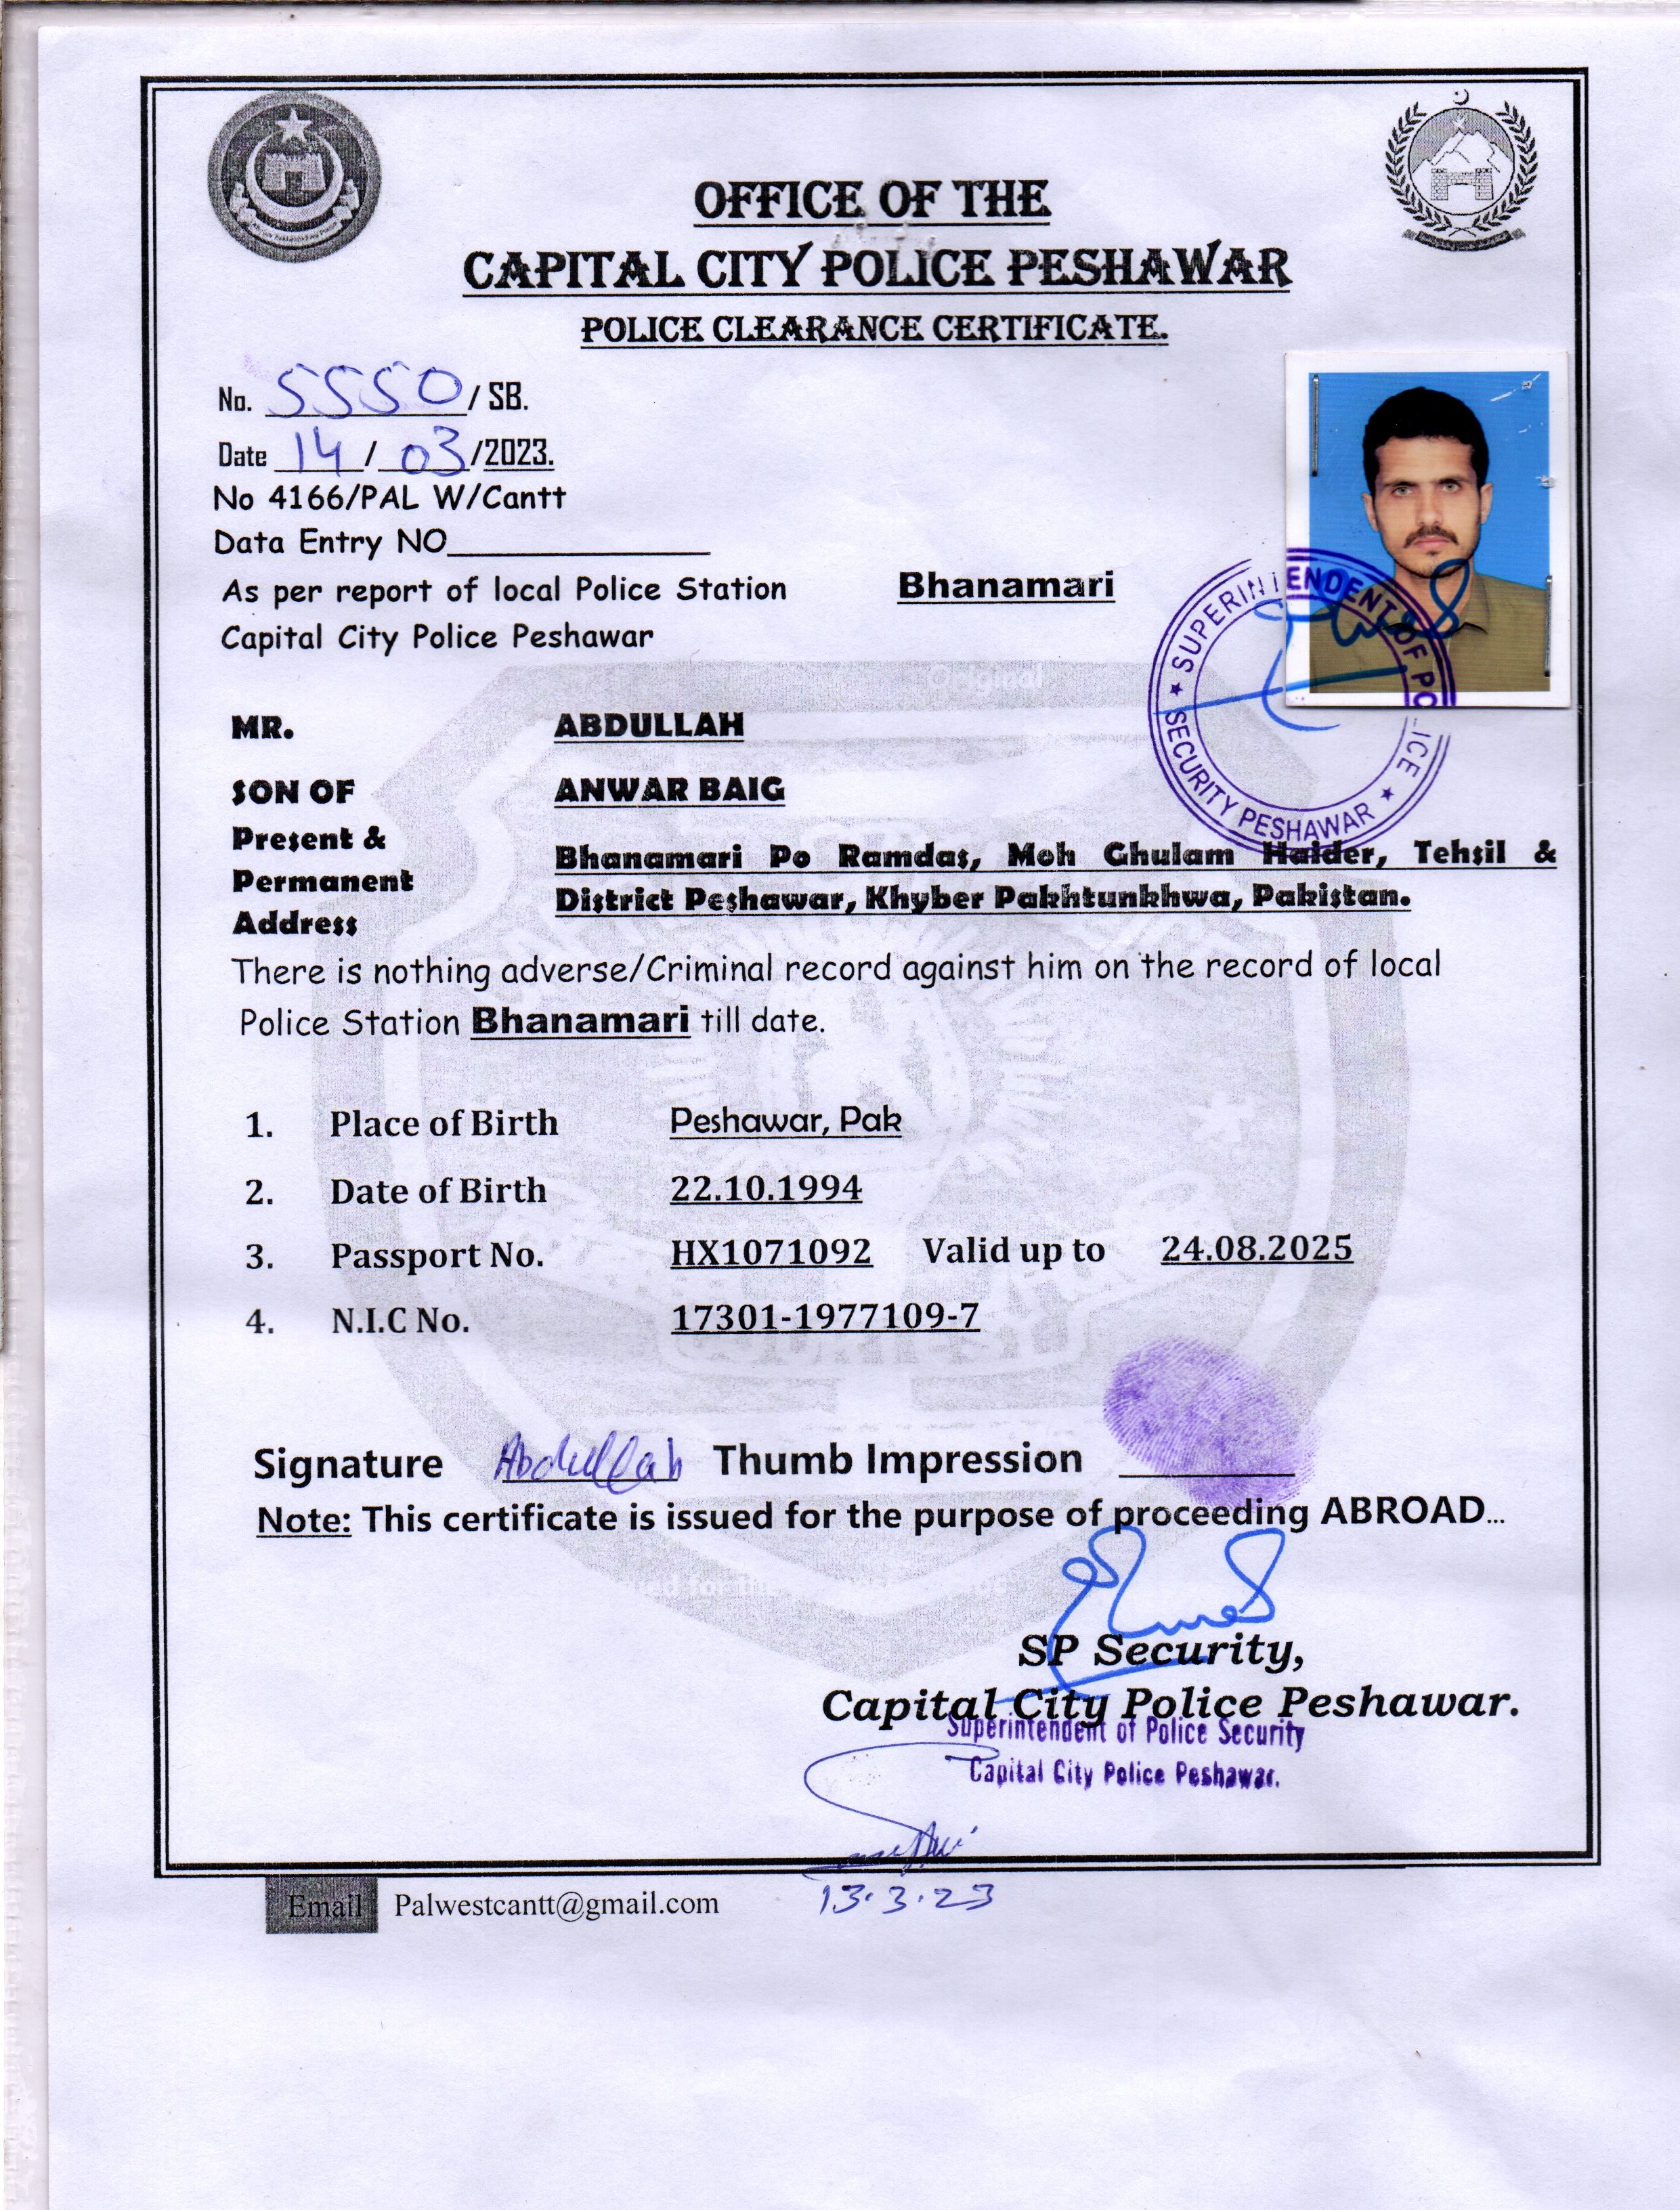 OFFICE OF THE
CAPITAL CITY POLICE PESHAWAR
POLICE CLEARANCE CERTIFICATE.
No. 5550/ SB.
Date 14/ 03/2023.
No 4166/PAL W/Cantt
Data Entry NO______________
As per report of local Police Station Bhanamari
Capital City Police Peshawar
SUPERINTENDENT OF POLICE
★ SECURITY PESHAWAR ★
Original
MR. ABDULLAH
SON OF ANWAR BAIG
Present &
Permanent
Address
Bhanamari Po Ramdas, Moh Ghulam Haider, Tehsil &
District Peshawar, Khyber Pakhtunkhwa, Pakistan.
There is nothing adverse/Criminal record against him on the record of local
Police Station Bhanamari till date.
1. Place of Birth Peshawar, Pak
2. Date of Birth 22.10.1994
3. Passport No. HX1071092 Valid up to 24.08.2025
4. N.I.C No. 17301-1977109-7
Signature Abdullah Thumb Impression __________
Note: This certificate is issued for the purpose of proceeding ABROAD...
SP Security,
Capital City Police Peshawar.
Superintendent of Police Security
Capital City Police Peshawar.
13.3.23
Email Palwestcantt@gmail.com